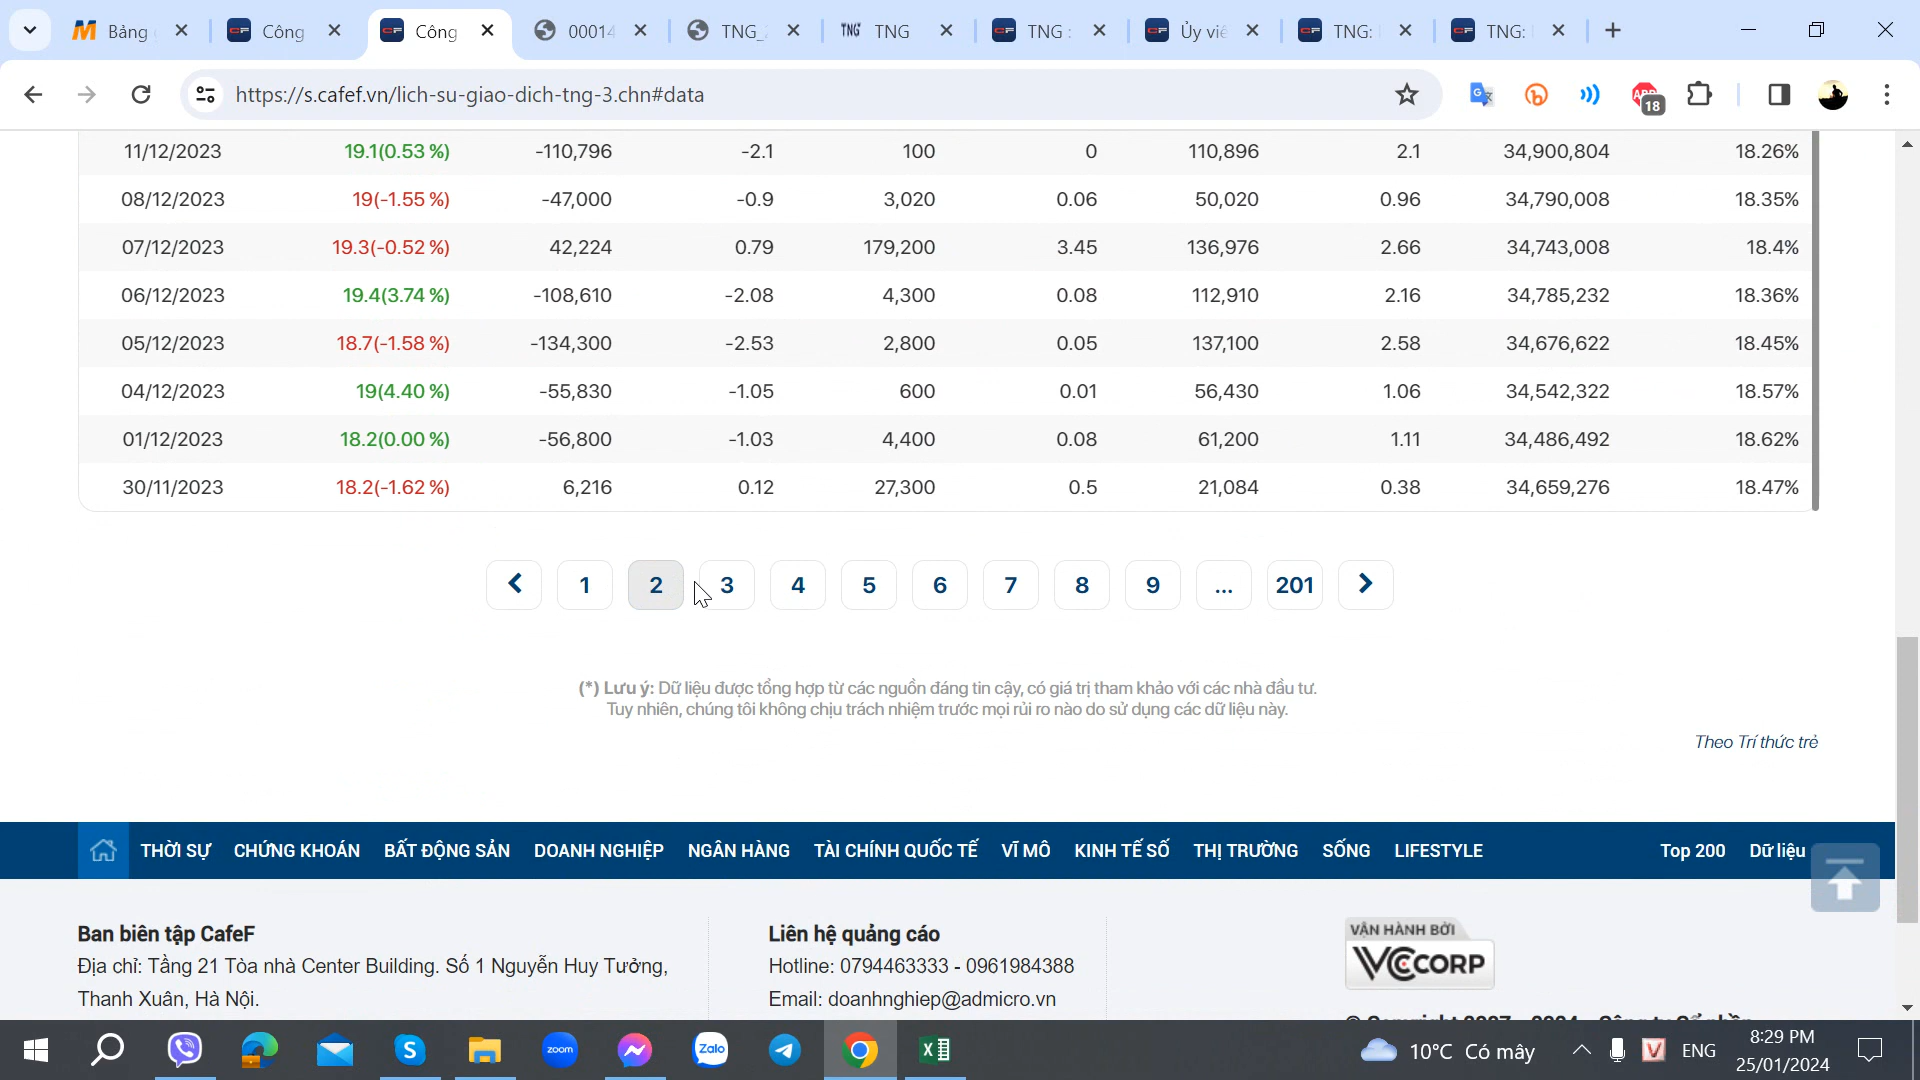 Bảng
Công
Công
00014
TNG_
TNG
TNG :
Ủy viê
TNG:
TNG:
https://s.cafef.vn/lich-su-giao-dich-tng-3.chn#data
18
11/12/2023 19.1(0.53 %) -110,796 -2.1 100 0 110,896 2.1 34,900,804 18.26%
08/12/2023 19(-1.55 %) -47,000 -0.9 3,020 0.06 50,020 0.96 34,790,008 18.35%
07/12/2023 19.3(-0.52 %) 42,224 0.79 179,200 3.45 136,976 2.66 34,743,008 18.4%
06/12/2023 19.4(3.74 %) -108,610 -2.08 4,300 0.08 112,910 2.16 34,785,232 18.36%
05/12/2023 18.7(-1.58 %) -134,300 -2.53 2,800 0.05 137,100 2.58 34,676,622 18.45%
04/12/2023 19(4.40 %) -55,830 -1.05 600 0.01 56,430 1.06 34,542,322 18.57%
01/12/2023 18.2(0.00 %) -56,800 -1.03 4,400 0.08 61,200 1.11 34,486,492 18.62%
30/11/2023 18.2(-1.62 %) 6,216 0.12 27,300 0.5 21,084 0.38 34,659,276 18.47%
1 2 3 4 5 6 7 8 9 ... 201
(*) Lưu ý: Dữ liệu được tổng hợp từ các nguồn đáng tin cậy, có giá trị tham khảo với các nhà đầu tư.
Tuy nhiên, chúng tôi không chịu trách nhiệm trước mọi rủi ro nào do sử dụng các dữ liệu này.
Theo Trí thức trẻ
THỜI SỰ CHỨNG KHOÁN BẤT ĐỘNG SẢN DOANH NGHIỆP NGÂN HÀNG TÀI CHÍNH QUỐC TẾ VĨ MÔ KINH TẾ SỐ THỊ TRƯỜNG SỐNG LIFESTYLE Top 200 Dữ liệu
Ban biên tập CafeF
Địa chỉ: Tầng 21 Tòa nhà Center Building. Số 1 Nguyễn Huy Tưởng,
Thanh Xuân, Hà Nội.
Liên hệ quảng cáo
Hotline: 0794463333 - 0961984388
Email: doanhnghiep@admicro.vn
VẬN HÀNH BỞI
VCCORP
zoom
Zalo
10°C Có mây
ENG
8:29 PM
25/01/2024